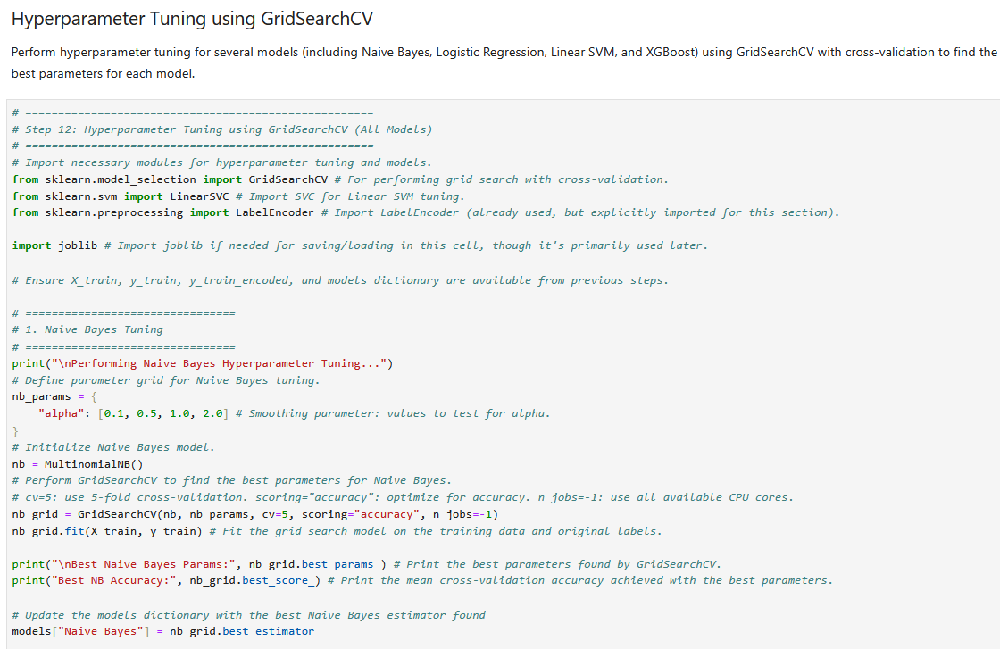 Hyperparameter Tuning using GridSearchCV
Perform hyperparameter tuning for several models (including Naive Bayes, Logistic Regression, Linear SVM, and XGBoost) using GridSearchCV with cross-validation to find the
best parameters for each model.
# =====================================================
# Step 12: Hyperparameter Tuning using GridSearchCV (All Models)
# =====================================================
# Import necessary modules for hyperparameter tuning and models.
from sklearn.model_selection import GridSearchCV # For performing grid search with cross-validation.
from sklearn.svm import LinearSVC # Import SVC for Linear SVM tuning.
from sklearn.preprocessing import LabelEncoder # Import LabelEncoder (already used, but explicitly imported for this section).
import joblib # Import joblib if needed for saving/loading in this cell, though it's primarily used later.
# Ensure X_train, y_train, y_train_encoded, and models dictionary are available from previous steps.
# ================================
# 1. Naive Bayes Tuning
# ================================
print("\nPerforming Naive Bayes Hyperparameter Tuning...")
# Define parameter grid for Naive Bayes tuning.
nb_params = {
    "alpha": [0.1, 0.5, 1.0, 2.0] # Smoothing parameter: values to test for alpha.
}
# Initialize Naive Bayes model.
nb = MultinomialNB()
# Perform GridSearchCV to find the best parameters for Naive Bayes.
# cv=5: use 5-fold cross-validation. scoring="accuracy": optimize for accuracy. n_jobs=-1: use all available CPU cores.
nb_grid = GridSearchCV(nb, nb_params, cv=5, scoring="accuracy", n_jobs=-1)
nb_grid.fit(X_train, y_train) # Fit the grid search model on the training data and original labels.
print("\nBest Naive Bayes Params:", nb_grid.best_params_) # Print the best parameters found by GridSearchCV.
print("Best NB Accuracy:", nb_grid.best_score_) # Print the mean cross-validation accuracy achieved with the best parameters.
# Update the models dictionary with the best Naive Bayes estimator found
models["Naive Bayes"] = nb_grid.best_estimator_